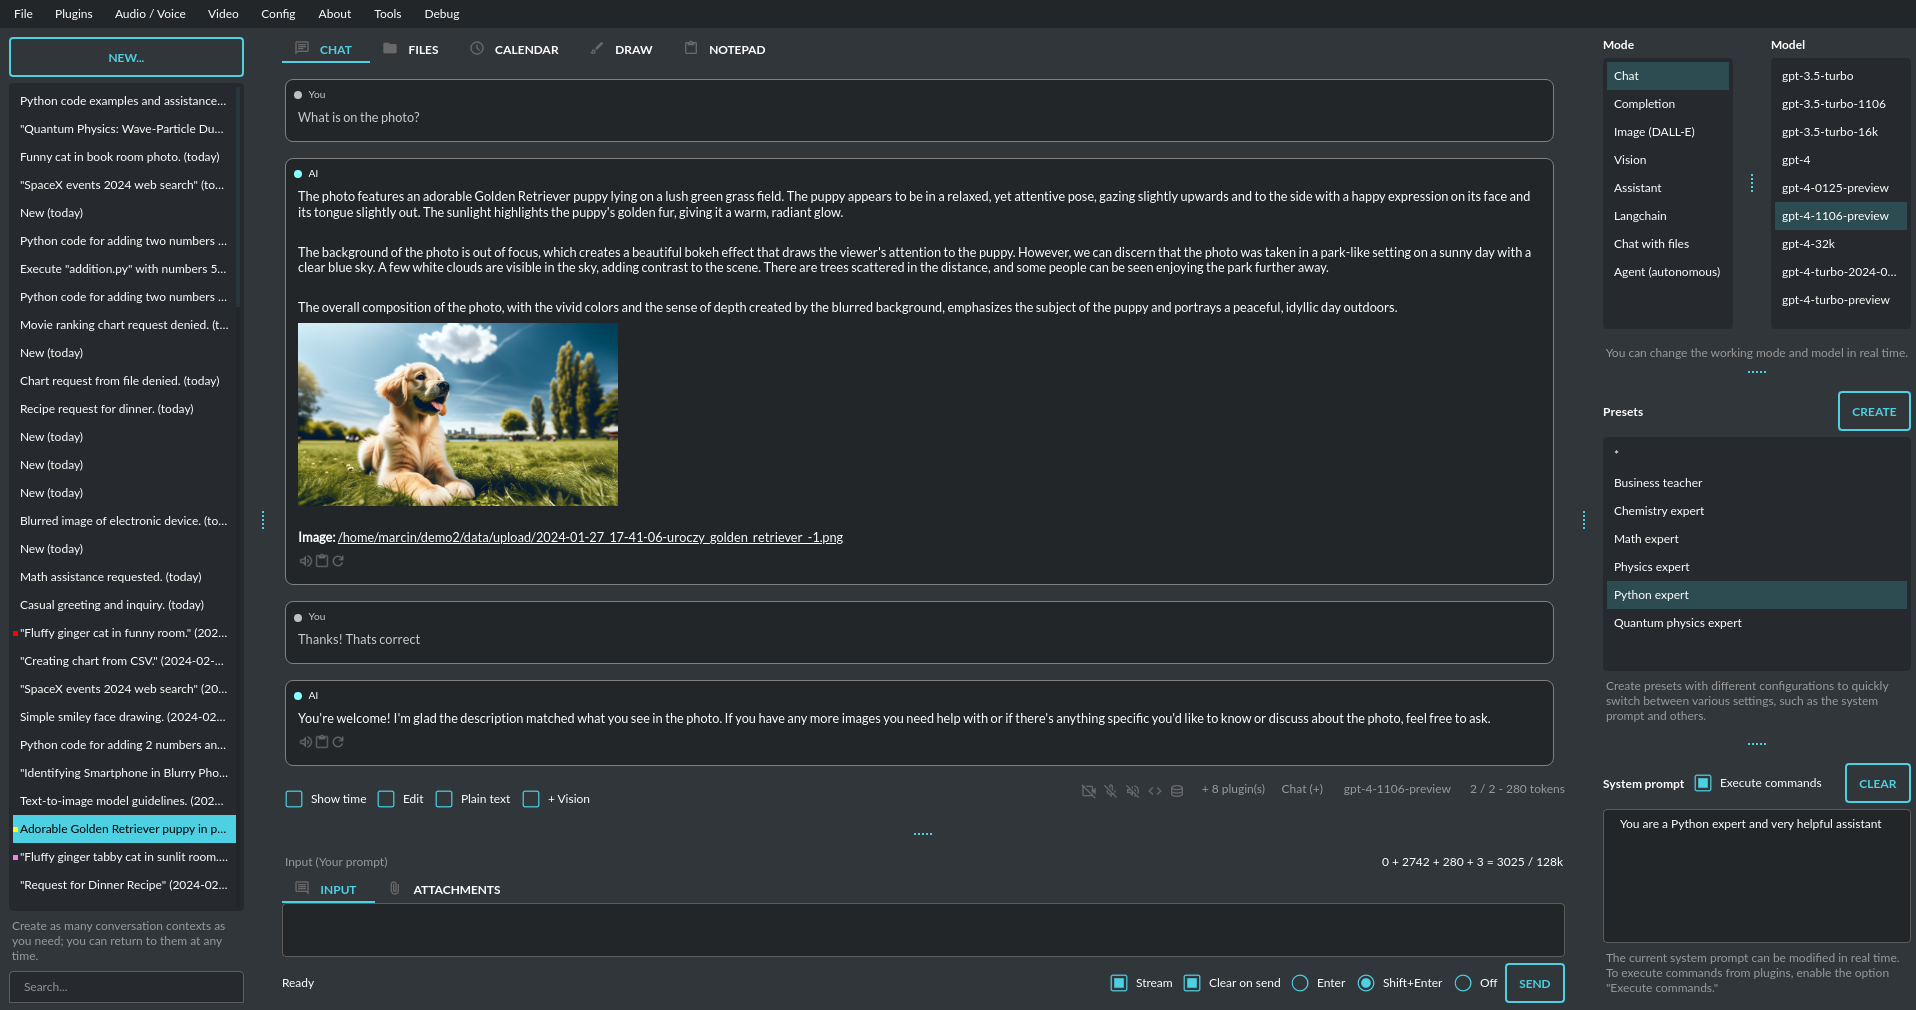 File Plugins Audio / Voice Video Config About Tools Debug
NEW...
Python code examples and assistance...
"Quantum Physics: Wave-Particle Du...
Funny cat in book room photo. (today)
"SpaceX events 2024 web search" (to...
New (today)
Python code for adding two numbers ...
Execute "addition.py" with numbers 5...
Python code for adding two numbers ...
Movie ranking chart request denied. (t...
New (today)
Chart request from file denied. (today)
Recipe request for dinner. (today)
New (today)
New (today)
New (today)
Blurred image of electronic device. (to...
New (today)
Math assistance requested. (today)
Casual greeting and inquiry. (today)
"Fluffy ginger cat in funny room." (202...
"Creating chart from CSV." (2024-02-...
"SpaceX events 2024 web search" (20...
Simple smiley face drawing. (2024-02...
Python code for adding 2 numbers an...
"Identifying Smartphone in Blurry Pho...
Text-to-image model guidelines. (202...
Adorable Golden Retriever puppy in p...
"Fluffy ginger tabby cat in sunlit room....
"Request for Dinner Recipe" (2024-02...
Create as many conversation contexts as
you need; you can return to them at any
time.
Search...
CHAT FILES CALENDAR DRAW NOTEPAD
You
What is on the photo?
AI
The photo features an adorable Golden Retriever puppy lying on a lush green grass field. The puppy appears to be in a relaxed, yet attentive pose, gazing slightly upwards and to the side with a happy expression on its face and
its tongue slightly out. The sunlight highlights the puppy's golden fur, giving it a warm, radiant glow.
The background of the photo is out of focus, which creates a beautiful bokeh effect that draws the viewer's attention to the puppy. However, we can discern that the photo was taken in a park-like setting on a sunny day with a
clear blue sky. A few white clouds are visible in the sky, adding contrast to the scene. There are trees scattered in the distance, and some people can be seen enjoying the park further away.
The overall composition of the photo, with the vivid colors and the sense of depth created by the blurred background, emphasizes the subject of the puppy and portrays a peaceful, idyllic day outdoors.
Image: /home/marcin/demo2/data/upload/2024-01-27_17-41-06-uroczy_golden_retriever_-1.png
You
Thanks! Thats correct
AI
You're welcome! I'm glad the description matched what you see in the photo. If you have any more images you need help with or if there's anything specific you'd like to know or discuss about the photo, feel free to ask.
Show time Edit Plain text + Vision
+ 8 plugin(s) Chat (+) gpt-4-1106-preview 2 / 2 - 280 tokens
Input (Your prompt)
0 + 2742 + 280 + 3 = 3025 / 128k
INPUT ATTACHMENTS
Ready
Stream Clear on send Enter Shift+Enter Off SEND
Mode
Chat
Completion
Image (DALL-E)
Vision
Assistant
Langchain
Chat with files
Agent (autonomous)
Model
gpt-3.5-turbo
gpt-3.5-turbo-1106
gpt-3.5-turbo-16k
gpt-4
gpt-4-0125-preview
gpt-4-1106-preview
gpt-4-32k
gpt-4-turbo-2024-0...
gpt-4-turbo-preview
You can change the working mode and model in real time.
Presets
CREATE
*
Business teacher
Chemistry expert
Math expert
Physics expert
Python expert
Quantum physics expert
Create presets with different configurations to quickly
switch between various settings, such as the system
prompt and others.
System prompt Execute commands CLEAR
You are a Python expert and very helpful assistant
The current system prompt can be modified in real time.
To execute commands from plugins, enable the option
"Execute commands."